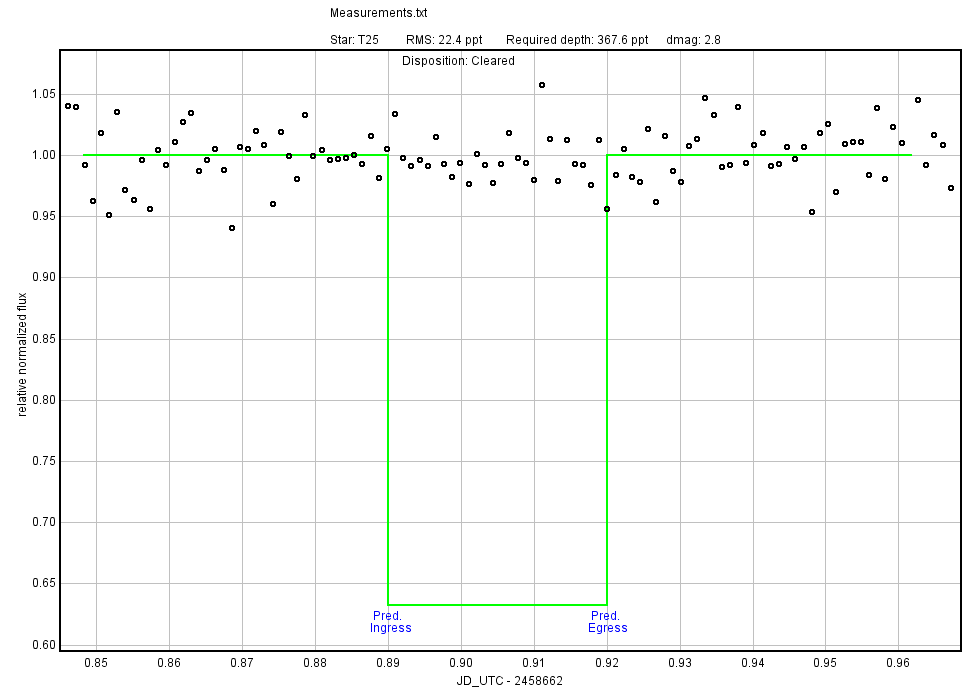 Measurements.txt
Star: T25 RMS: 22.4 ppt Required depth: 367.6 ppt dmag: 2.8
Disposition: Cleared
relative normalized flux
1.05
1.00
0.95
0.90
0.85
0.80
0.75
0.70
0.65
0.60
Pred. Ingress
Pred. Egress
0.85 0.86 0.87 0.88 0.89 0.90 0.91 0.92 0.93 0.94 0.95 0.96
JD_UTC - 2458662